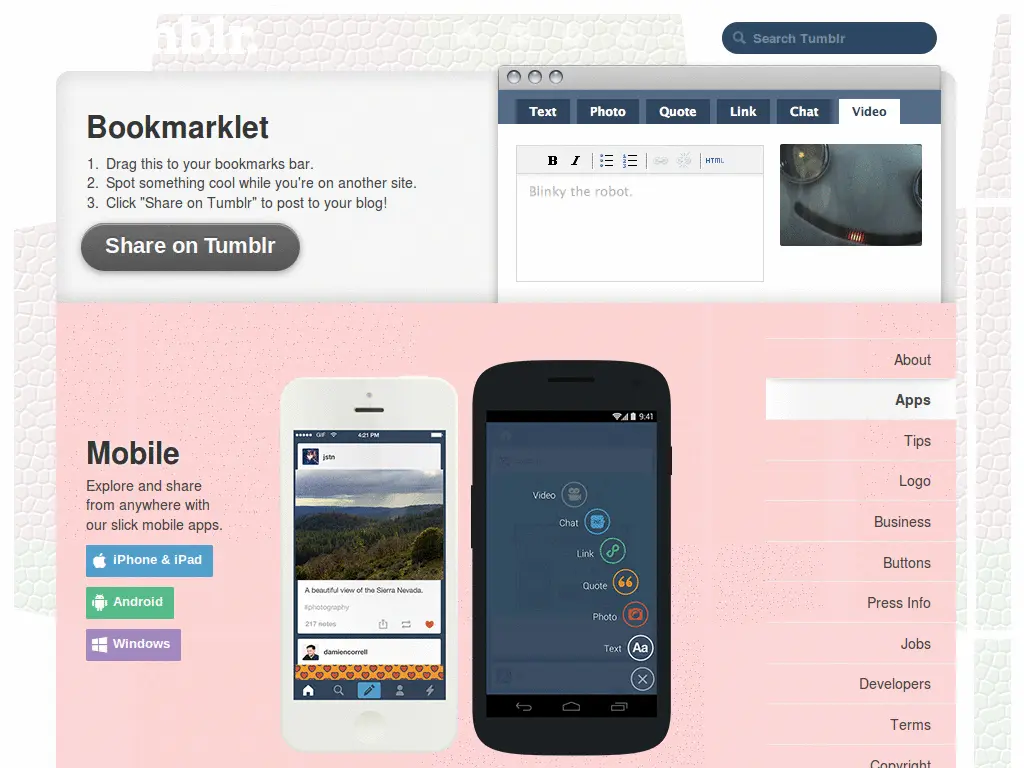 mblr.
Search Tumblr
Bookmarklet
1. Drag this to your bookmarks bar.
2. Spot something cool while you're on another site.
3. Click "Share on Tumblr" to post to your blog!
Share on Tumblr
Text Photo Quote Link Chat Video
B I HTML
Blinky the robot.
Mobile
Explore and share
from anywhere with
our slick mobile apps.
iPhone & iPad
Android
Windows
GIF 4:21 PM
jstn
A beautiful view of the Sierra Nevada.
#photography
217 notes
damiencorrell
9:41
Video
Chat
Link
Quote
Photo
Text Aa
About
Apps
Tips
Logo
Business
Buttons
Press Info
Jobs
Developers
Terms
Copyright